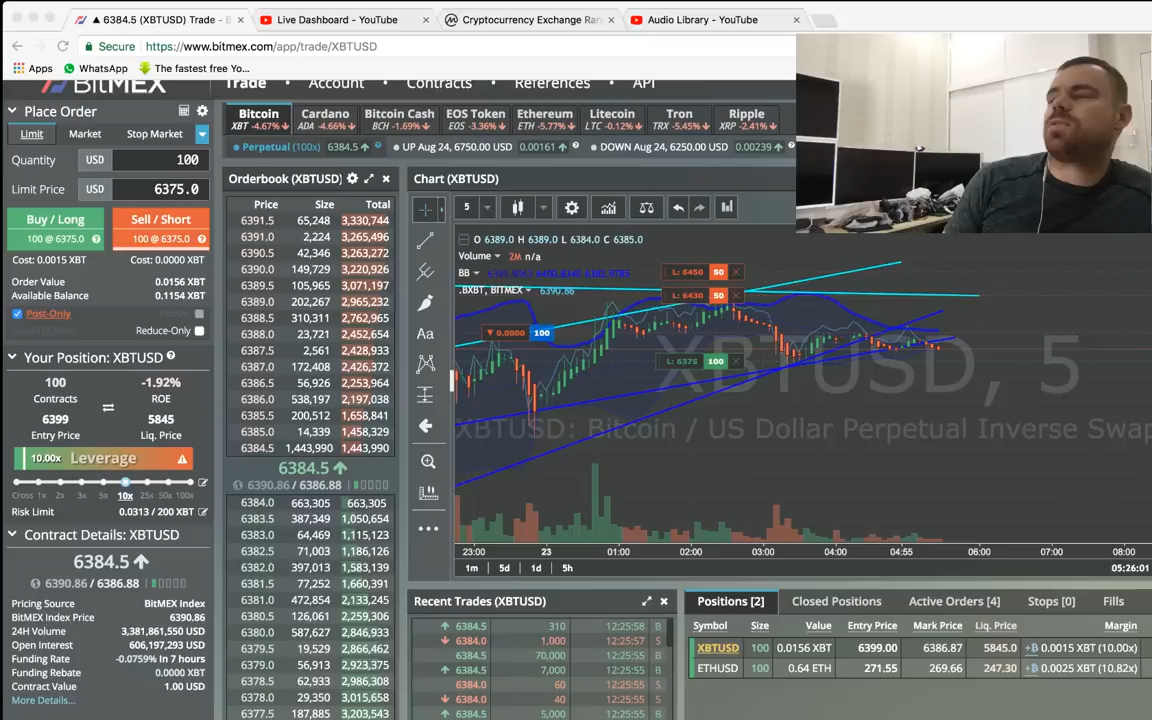 ▲ 6384.5 (XBTUSD) Trade - B
Live Dashboard - YouTube
Cryptocurrency Exchange Ran
Audio Library - YouTube
Secure https://www.bitmex.com/app/trade/XBTUSD
Apps WhatsApp The fastest free Yo...
BitMEX Trade Account Contracts References API
Place Order
Limit Market Stop Market
Quantity USD 100
Limit Price USD 6375.0
Buy / Long 100 @ 6375.0
Sell / Short 100 @ 6375.0
Cost: 0.0015 XBT Cost: 0.0000 XBT
Order Value 0.0156 XBT
Available Balance 0.1154 XBT
Post-Only
Reduce-Only
Your Position: XBTUSD
100 -1.92%
Contracts ROE
6399 5845
Entry Price Liq. Price
10.00x Leverage
Cross 1x 2x 3x 5x 10x 25x 50x 100x
Risk Limit 0.0313 / 200 XBT
Contract Details: XBTUSD
6384.5
6390.86 / 6386.88
Pricing Source BitMEX Index
BitMEX Index Price 6390.86
24H Volume 3,381,861,550 USD
Open Interest 606,197,293 USD
Funding Rate -0.0759% In 7 hours
Funding Rebate 0.0000 XBT
Contract Value 1.00 USD
More Details...
Bitcoin Cardano Bitcoin Cash EOS Token Ethereum Litecoin Tron Ripple
XBT -4.67% ADA -4.66% BCH -1.69% EOS -3.36% ETH -5.77% LTC -0.12% TRX -5.45% XRP -2.41%
Perpetual (100x) 6384.5 UP Aug 24, 6750.00 USD 0.00161 DOWN Aug 24, 6250.00 USD 0.00239
Orderbook (XBTUSD)
Price Size Total
6391.5 65,248 3,330,744
6391.0 2,224 3,265,496
6390.5 42,346 3,263,272
6390.0 149,729 3,220,926
6389.5 105,965 3,071,197
6389.0 202,267 2,965,232
6388.5 310,311 2,762,965
6388.0 23,721 2,452,654
6387.5 2,561 2,428,933
6387.0 172,408 2,426,372
6386.5 56,926 2,253,964
6386.0 538,197 2,197,038
6385.5 200,512 1,658,841
6385.0 14,339 1,458,329
6384.5 1,443,990 1,443,990
6384.5
6390.86 / 6386.88
6384.0 663,305 663,305
6383.5 387,349 1,050,654
6383.0 64,469 1,115,123
6382.5 71,003 1,186,126
6382.0 397,013 1,583,139
6381.5 77,252 1,660,391
6381.0 472,854 2,133,245
6380.5 126,061 2,259,306
6380.0 587,627 2,846,933
6379.5 19,529 2,866,462
6379.0 56,913 2,923,375
6378.5 62,933 2,986,308
6378.0 29,350 3,015,658
6377.5 187,885 3,203,543
Chart (XBTUSD)
5
O 6389.0 H 6389.0 L 6384.0 C 6385.0
Volume 2M n/a
BB
.BXBT, BITMEX 6390.86
L: 6450 50
L: 6430 50
0.0000 100
L: 6375 100
XBTUSD, 5
XBTUSD: Bitcoin / US Dollar Perpetual Inverse Swap
Aa
23:00 23 01:00 02:00 03:00 04:00 04:55 06:00 07:00 08:00
1m 5d 1d 5h 05:26:01
Recent Trades (XBTUSD)
6384.5 310 12:25:58 B
6384.0 1,000 12:25:57 S
6384.5 70,000 12:25:55 B
6384.5 7,000 12:25:55 B
6384.0 60 12:25:55 S
6384.0 40 12:25:55 S
6384.5 5,000 12:25:55 B
Positions [2] Closed Positions Active Orders [4] Stops [0] Fills
Symbol Size Value Entry Price Mark Price Liq. Price Margin
XBTUSD 100 0.0156 XBT 6399.00 6386.87 5845.0 0.0015 XBT (10.00x)
ETHUSD 100 0.64 ETH 271.55 269.66 247.30 0.0025 XBT (10.82x)